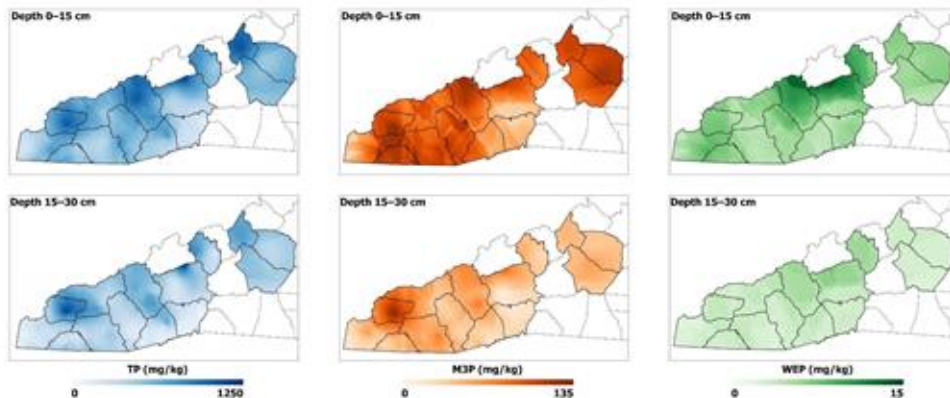 Depth 0–15 cm
Depth 0–15 cm
Depth 0–15 cm
Depth 15–30 cm
Depth 15–30 cm
Depth 15–30 cm
TP (mg/kg)
0 1250
M3P (mg/kg)
0 135
WEP (mg/kg)
0 15